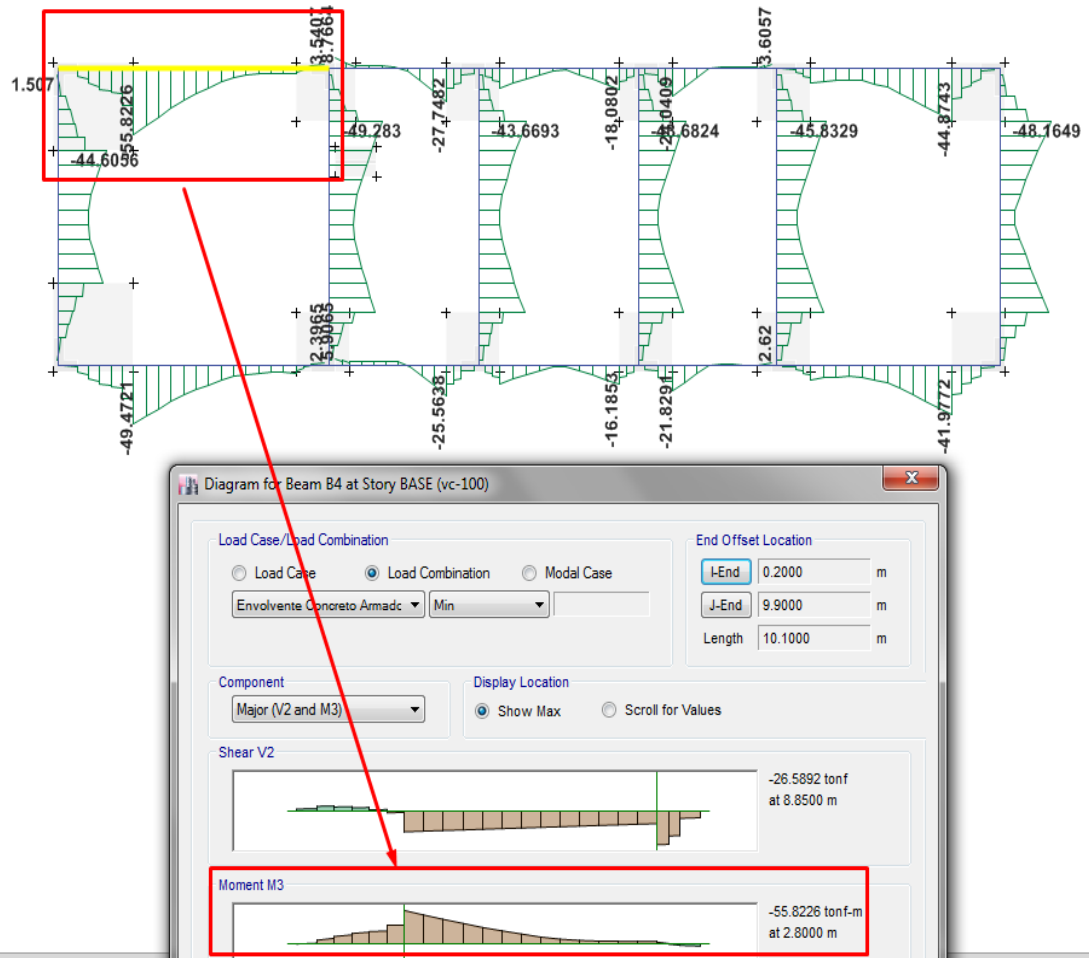 3.5407
8.7664
3.6057
1.507
-55.8226
-44.6056
-49.283
-27.7482
-43.6693
-18.0802
-48.6824
-45.8329
-44.8743
-48.1649
2.3965
5.9065
2.62
-49.4721
-25.5638
-16.1853
-21.8291
-41.9772
Diagram for Beam B4 at Story BASE (vc-100)
x
Load Case/Load Combination
Load Case
Load Combination
Modal Case
Envolvente Concreto Armadc
Min
End Offset Location
I-End
0.2000
m
J-End
9.9000
m
Length
10.1000
m
Component
Major (V2 and M3)
Display Location
Show Max
Scroll for Values
Shear V2
-26.5892 tonf
at 8.8500 m
Moment M3
-55.8226 tonf-m
at 2.8000 m